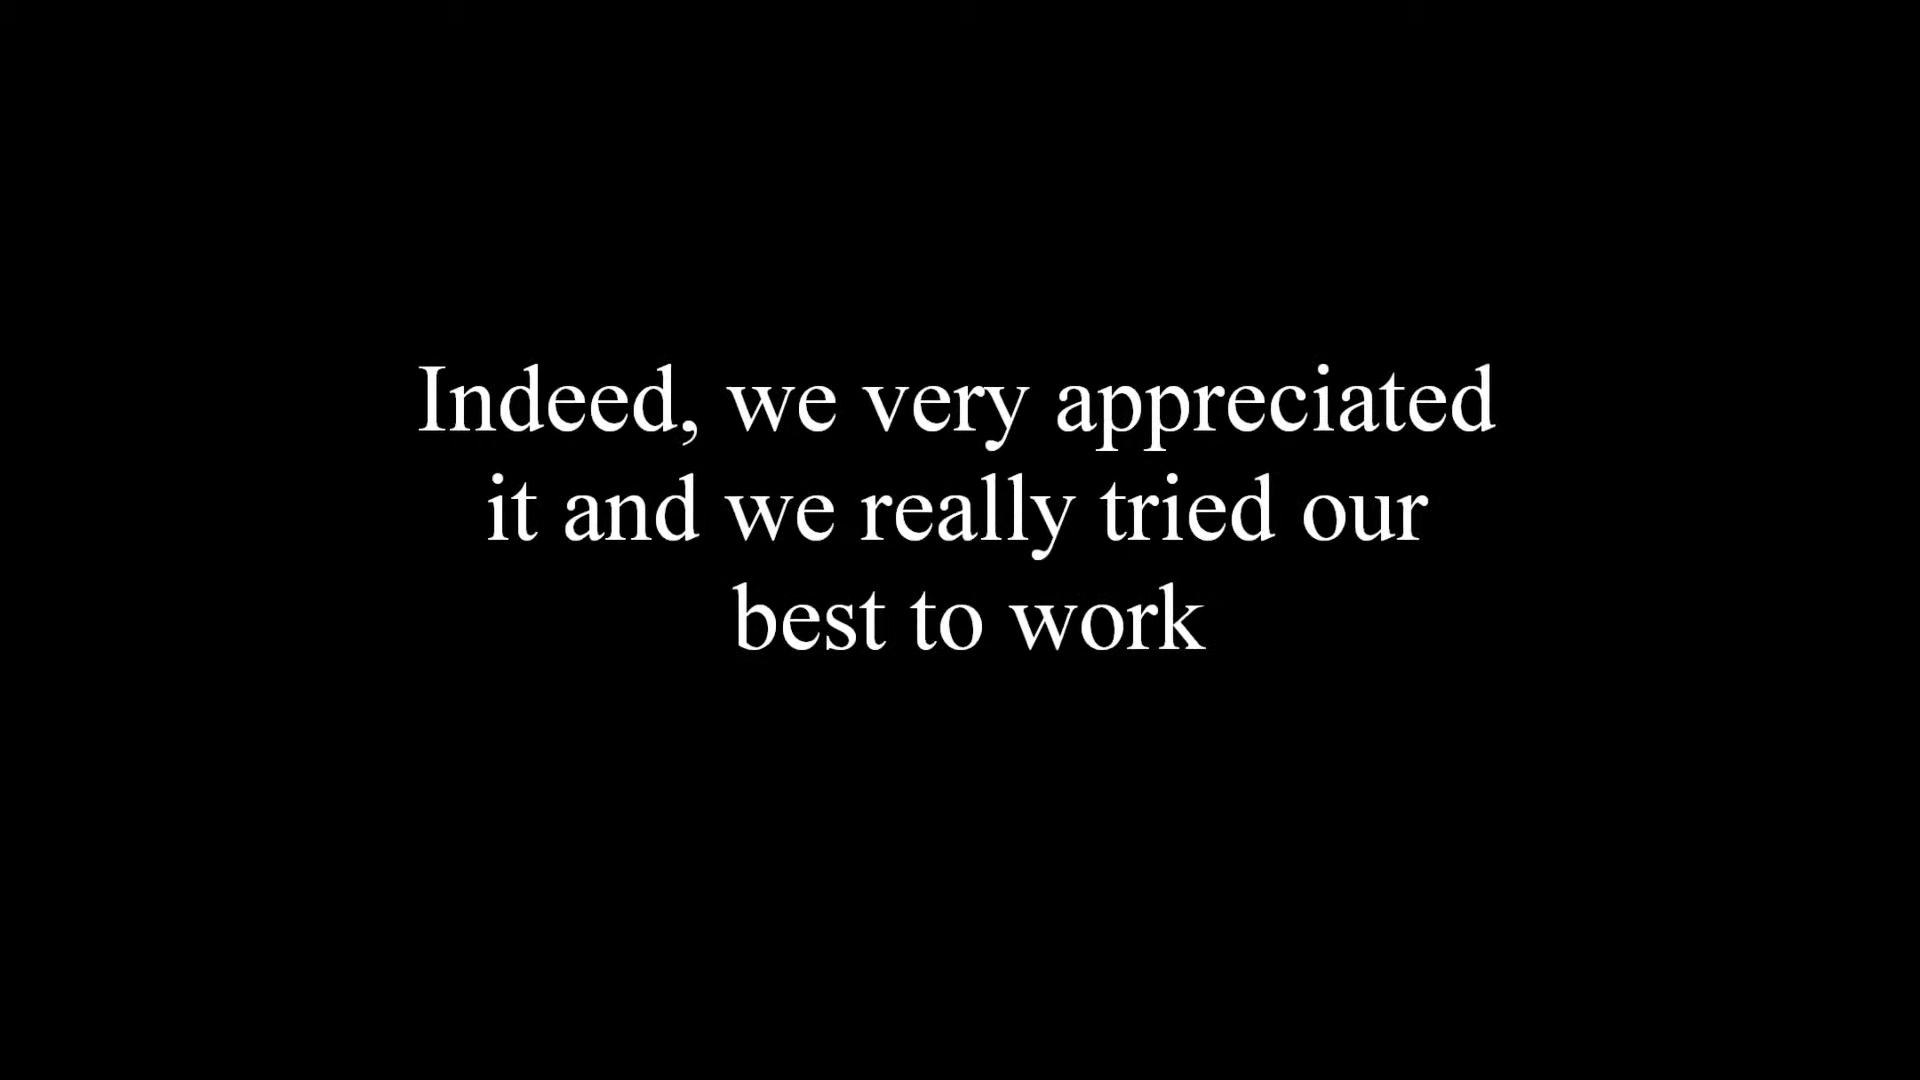 Indeed, we very appreciated
it and we really tried our
best to work